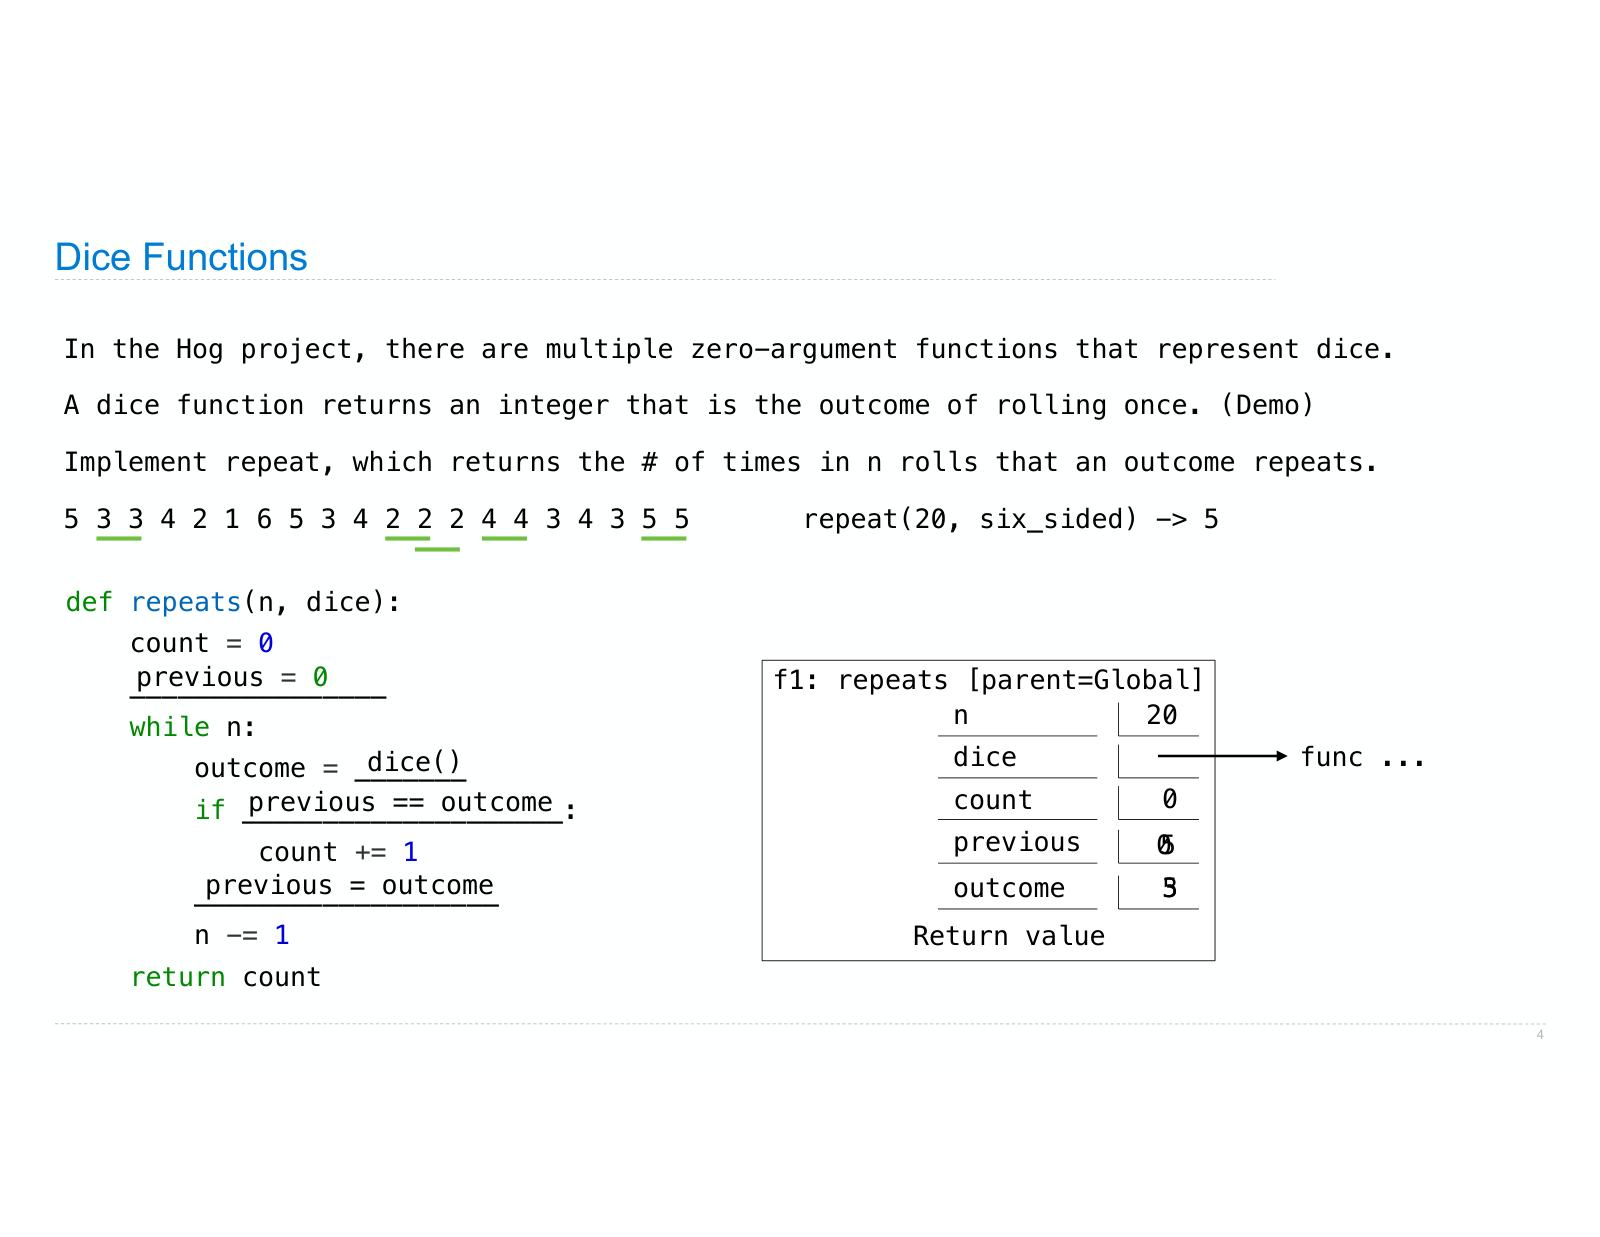 Dice Functions
In the Hog project, there are multiple zero-argument functions that represent dice.
A dice function returns an integer that is the outcome of rolling once. (Demo)
Implement repeat, which returns the # of times in n rolls that an outcome repeats.
5 3 3 4 2 1 6 5 3 4 2 2 2 4 4 3 4 3 5 5 repeat(20, six_sided) -> 5
def repeats(n, dice):
count = 0
previous = 0
while n:
outcome = dice()
if previous == outcome :
count += 1
previous = outcome
n -= 1
return count
f1: repeats [parent=Global]
n 20
dice func ...
count 0
previous
outcome
Return value
4